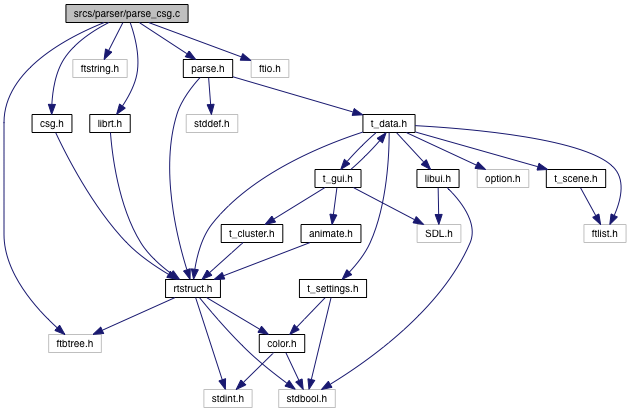 srcs/parser/parse_csg.c
ftstring.h
parse.h
ftio.h
csg.h
librt.h
stddef.h
t_data.h
t_gui.h
libui.h
option.h
t_scene.h
t_cluster.h
animate.h
SDL.h
ftlist.h
rtstruct.h
t_settings.h
ftbtree.h
color.h
stdint.h
stdbool.h